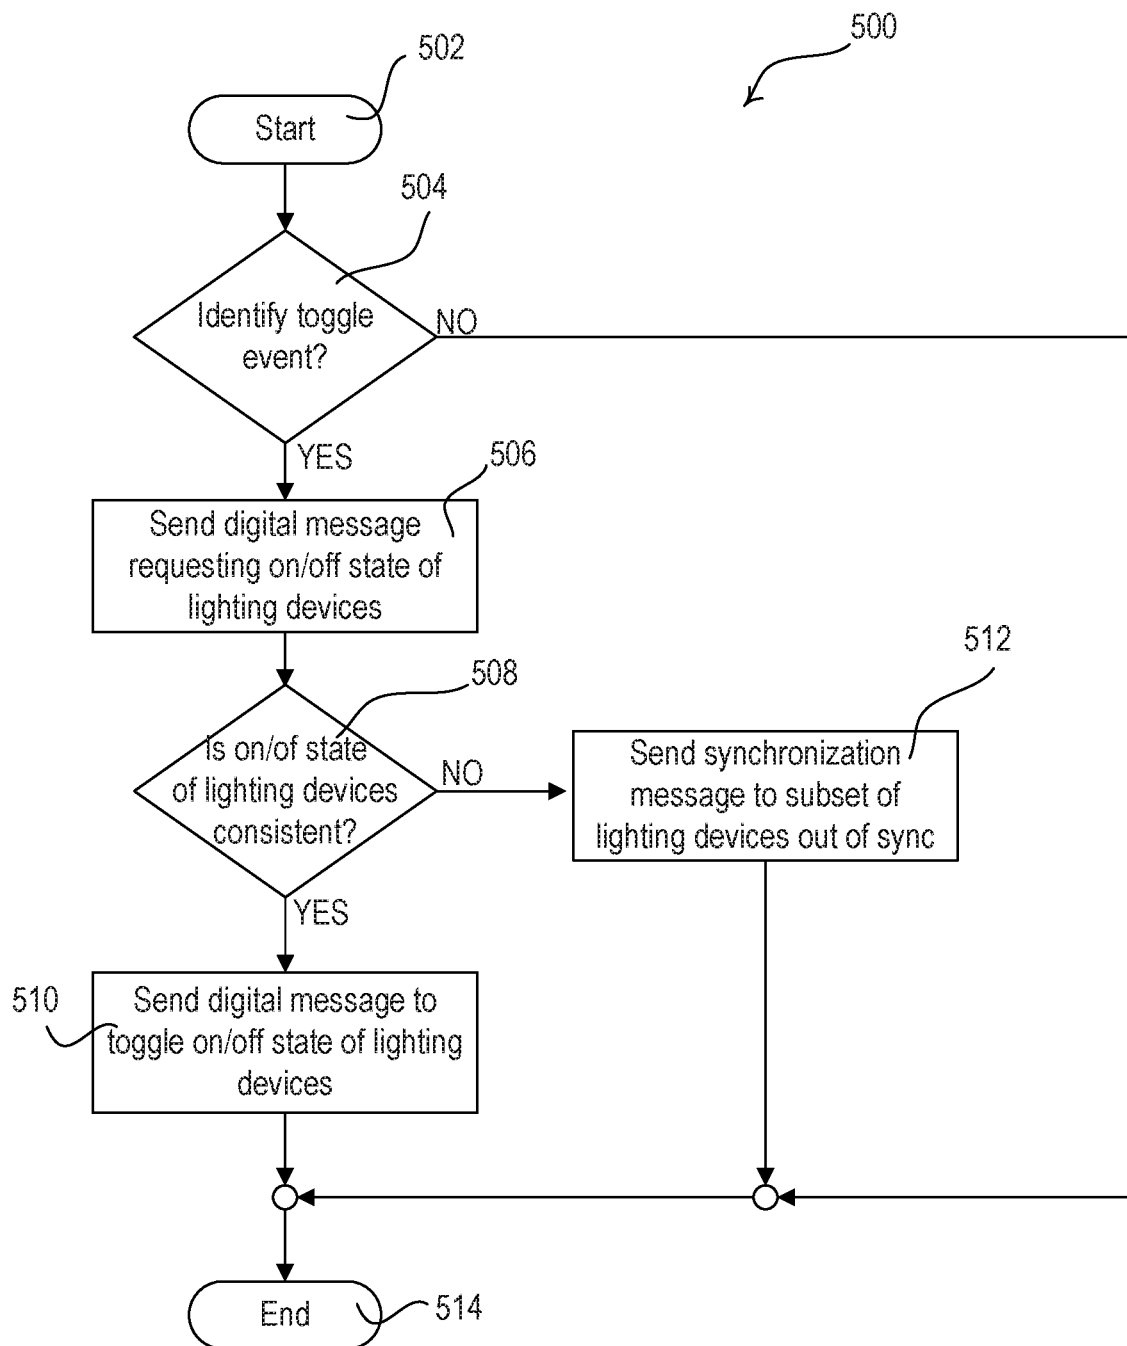 500
502
Start
504
Identify toggle
event?
NO
YES
506
Send digital message
requesting on/off state of
lighting devices
508
Is on/of state
of lighting devices
consistent?
NO
512
Send synchronization
message to subset of
lighting devices out of sync
YES
510
Send digital message to
toggle on/off state of lighting
devices
End
514